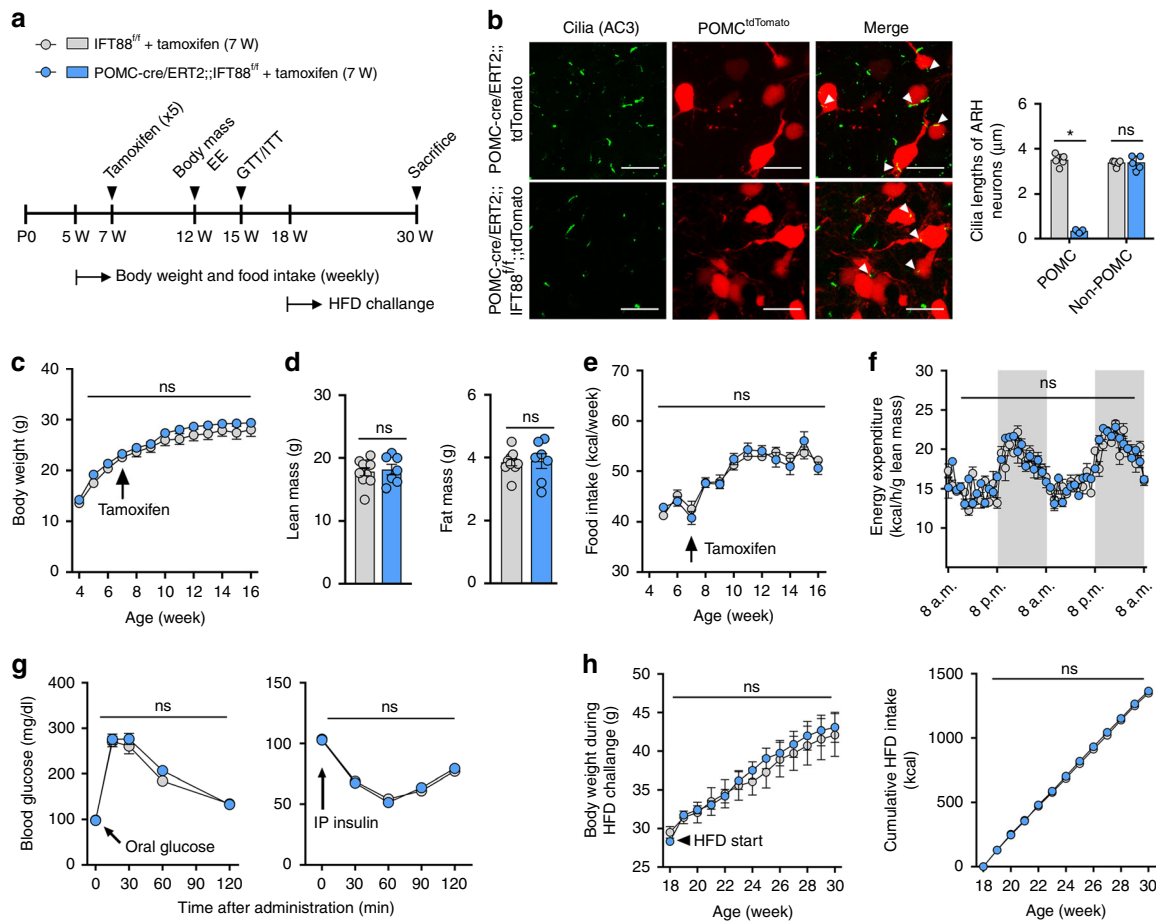 a
IFT88f/f + tamoxifen (7 W)
POMC-cre/ERT2;;IFT88f/f + tamoxifen (7 W)
Tamoxifen (x5)
Body mass
EE
GTT/ITT
Sacrifice
P0
5 W
7 W
12 W
15 W
18 W
30 W
Body weight and food intake (weekly)
HFD challange
b
Cilia (AC3)
POMCtdTomato
Merge
POMC-cre/ERT2;;
tdTomato
POMC-cre/ERT2;;
IFT88f/f;;tdTomato
Cilia lengths of ARH
neurons (μm)
6
4
2
0
*
ns
POMC
Non-POMC
c
Body weight (g)
40
30
20
10
0
ns
Tamoxifen
4 6 8 10 12 14 16
Age (week)
d
Lean mass (g)
30
20
10
0
ns
Fat mass (g)
6
4
2
0
ns
e
Food intake (kcal/week)
70
60
50
40
30
ns
Tamoxifen
4 6 8 10 12 14 16
Age (week)
f
Energy expenditure
(kcal/h/g lean mass)
30
25
20
15
10
ns
8 a.m.
8 p.m.
8 a.m.
8 p.m.
8 a.m.
g
Blood glucose (mg/dl)
400
300
200
100
0
ns
Oral glucose
0 30 60 90 120
150
100
50
0
ns
IP insulin
0 30 60 90 120
Time after administration (min)
h
Body weight during
HFD challange (g)
45
40
35
30
25
ns
HFD start
18 20 22 24 26 28 30
Age (week)
Cumulative HFD intake
(kcal)
1500
1000
500
0
ns
18 20 22 24 26 28 30
Age (week)